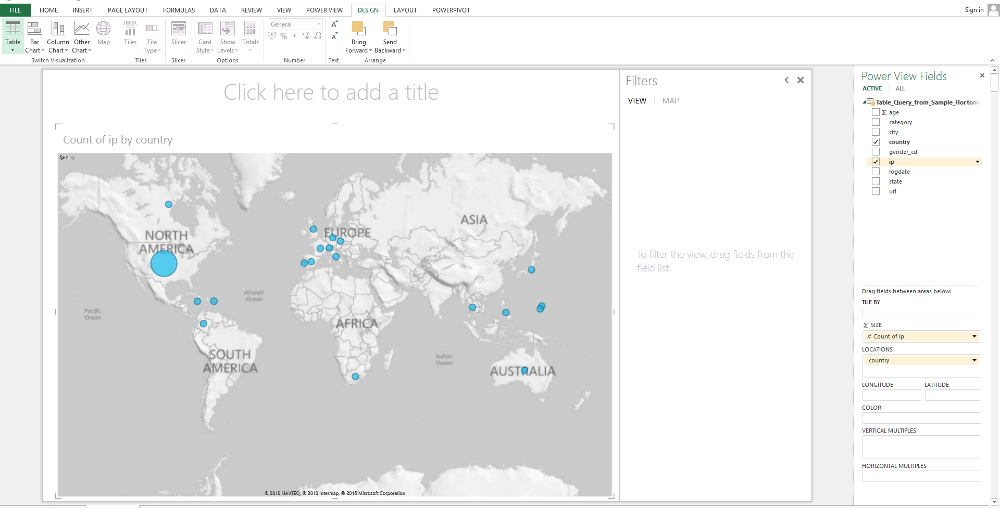 FILE HOME INSERT PAGE LAYOUT FORMULAS DATA REVIEW VIEW POWER VIEW DESIGN LAYOUT POWERPIVOT Sign in
Table
Bar
Chart
Column
Chart
Other
Chart
Map
Switch Visualization
Tiles
Tile
Type
Tiles
Slicer
Slicer
Card
Style
Show
Levels
Totals
Options
General
% , .00 .00
Number
A
A
Text
Bring
Forward
Send
Backward
Arrange
Click here to add a title
Count of ip by country
bing
NORTH
AMERICA
EUROPE
ASIA
Atlantic
Ocean
Pacific
Ocean
AFRICA
SOUTH
AMERICA
Indian
Ocean
AUSTRALIA
© 2010 NAVTEQ, © 2010 Intermap, © 2016 Microsoft Corporation
Filters
VIEW | MAP
To filter the view, drag fields from the
field list.
Power View Fields
ACTIVE | ALL
Table_Query_from_Sample_Horton
Σ age
category
city
country
gender_cd
ip
logdate
state
url
Drag fields between areas below:
TILE BY
Σ SIZE
# Count of ip
LOCATIONS
country
LONGITUDE LATITUDE
COLOR
VERTICAL MULTIPLES
HORIZONTAL MULTIPLES